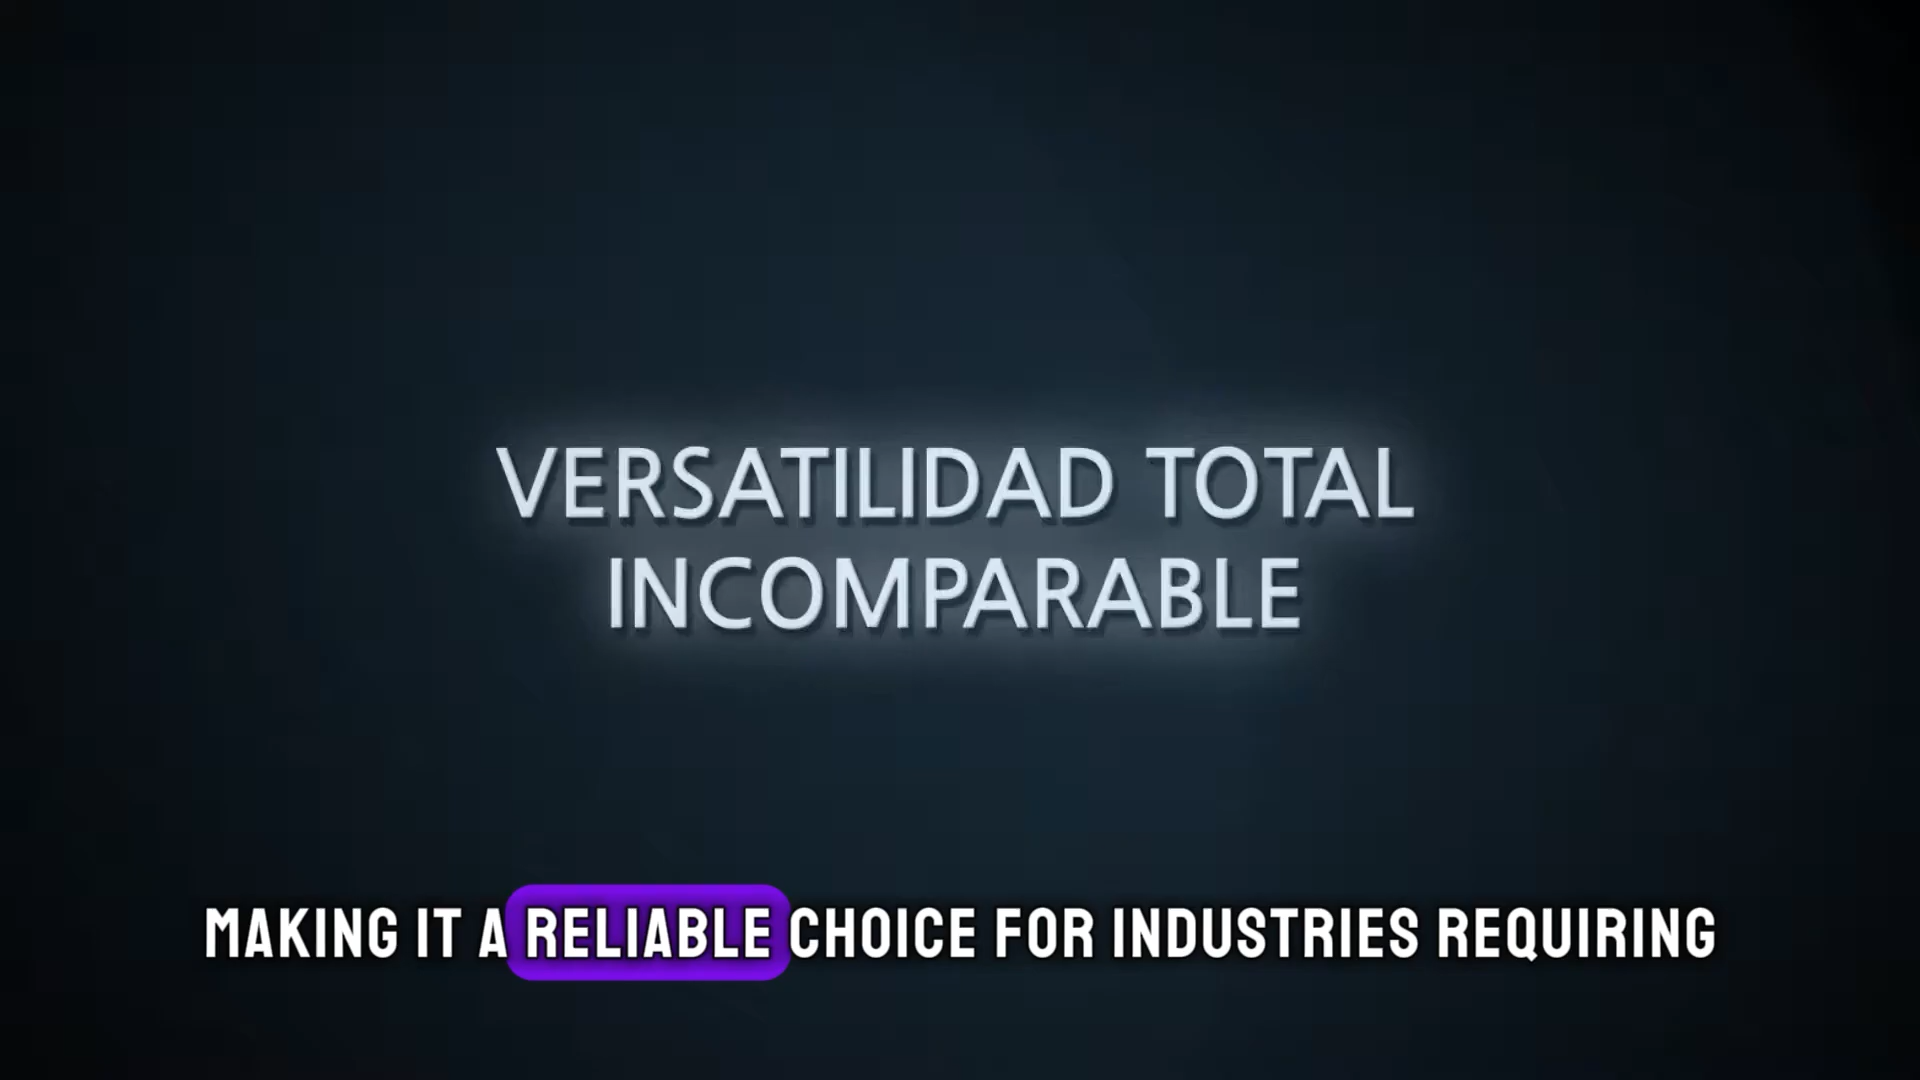 VERSATILIDAD TOTAL
INCOMPARABLE
MAKING IT A RELIABLE CHOICE FOR INDUSTRIES REQUIRING